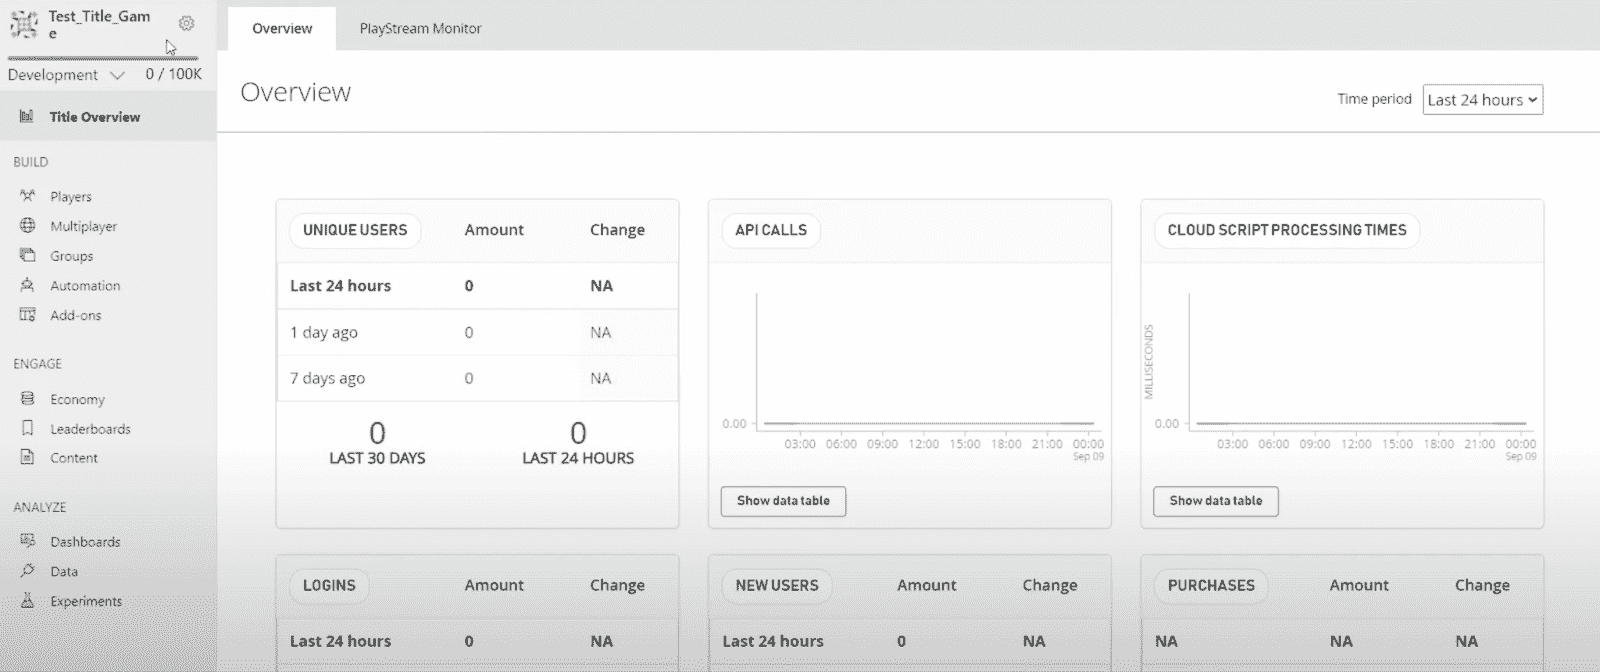 Test_Title_Gam
e
Development 0 / 100K
Title Overview
BUILD
Players
Multiplayer
Groups
Automation
Add-ons
ENGAGE
Economy
Leaderboards
Content
ANALYZE
Dashboards
Data
Experiments
Overview PlayStream Monitor
Overview
Time period Last 24 hours
UNIQUE USERS Amount Change
Last 24 hours 0 NA
1 day ago 0 NA
7 days ago 0 NA
0 0
LAST 30 DAYS LAST 24 HOURS
API CALLS
0.00
03:00 06:00 09:00 12:00 15:00 18:00 21:00 00:00
Sep 09
Show data table
CLOUD SCRIPT PROCESSING TIMES
MILLISECONDS
0.00
03:00 06:00 09:00 12:00 15:00 18:00 21:00 00:00
Sep 09
Show data table
LOGINS Amount Change
Last 24 hours 0 NA
NEW USERS Amount Change
Last 24 hours 0 NA
PURCHASES Amount Change
NA NA NA